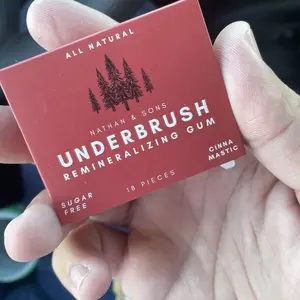 ALL NATURAL
NATHAN & SONS
UNDERBRUSH
REMINERALIZING GUM
SUGAR
FREE
18 PIECES
CINNA
MASTIC